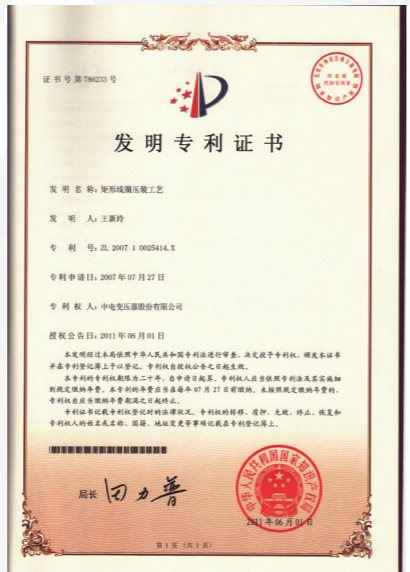 证书号第786233号
发明专利证书
发明名称：矩形线圈压装工艺
发明人：王新玲
专利号：ZL 2007 1 0025414.X
专利申请日：2007年07月27日
专利权人：中电变压器股份有限公司
授权公告日：2011年06月01日
本发明经过本局依照中华人民共和国专利法进行审查，决定授予专利权，颁发本证书
并在专利登记簿上予以登记。专利权自授权公告之日起生效。
本专利的专利权期限为二十年，自申请日起算。专利权人应当依照专利法及其实施细
则规定缴纳年费。本专利的年费应当在每年07月27日前缴纳。未按照规定缴纳年费的，
专利权自应当缴纳年费期满之日起终止。
专利证书记载专利权登记时的法律状况。专利权的转移、质押、无效、终止、恢复和
专利权人的姓名或名称、国籍、地址变更等事项记载在专利登记簿上。
局长 田力普
中华人民共和国国家知识产权局
2011年06月01日
第1页（共1页）